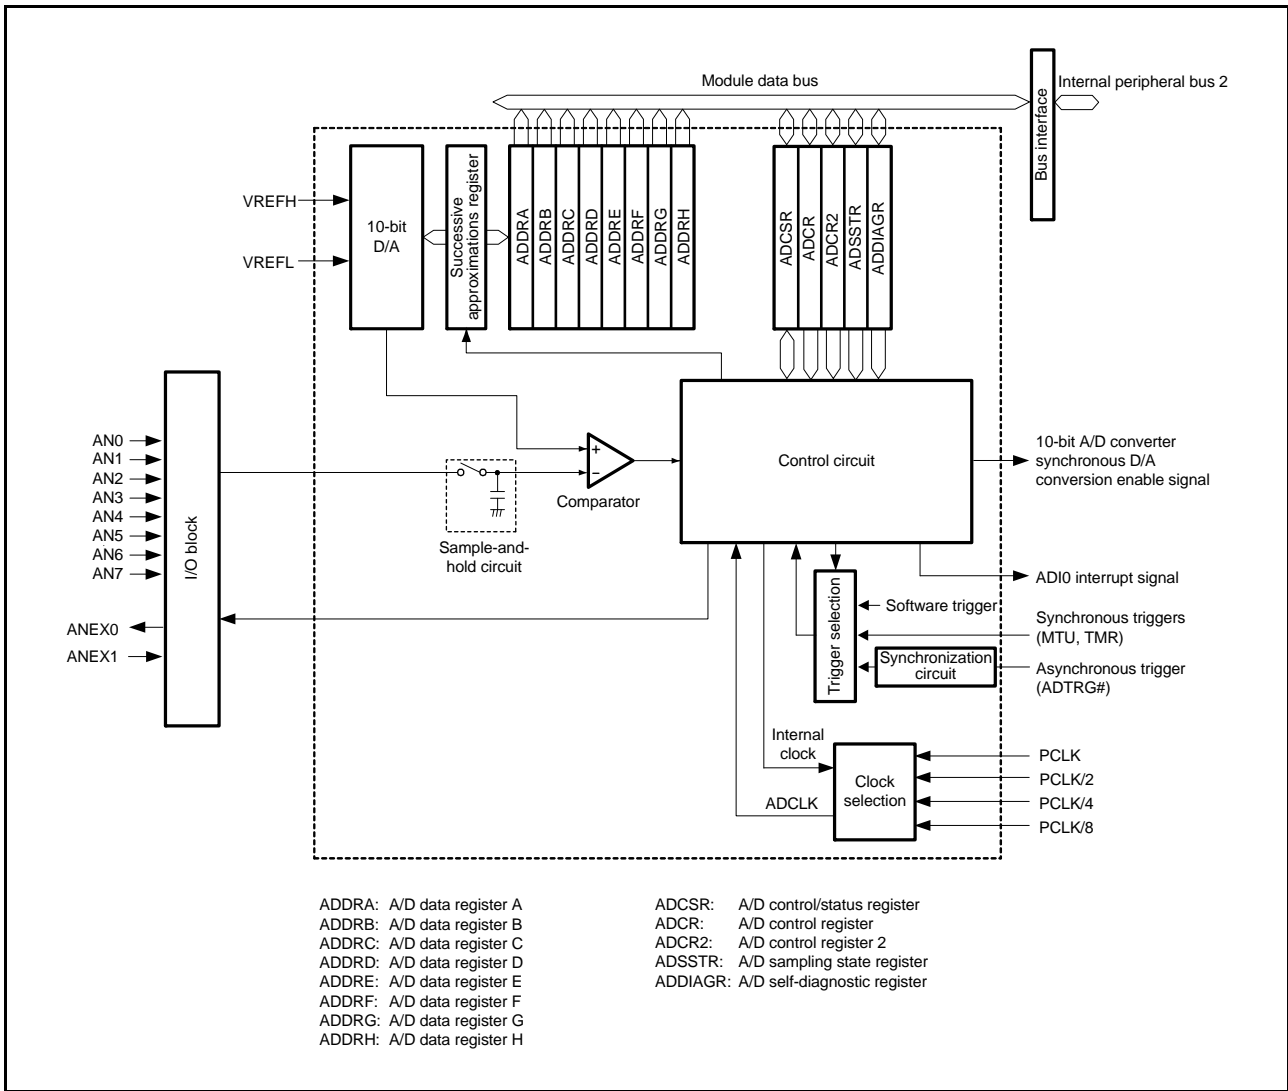 Module data bus
Internal peripheral bus 2
Bus interface
VREFH
VREFL
10-bit
D/A
Successive
approximations register
ADDRA
ADDRB
ADDRC
ADDRD
ADDRE
ADDRF
ADDRG
ADDRH
ADCSR
ADCR
ADCR2
ADSSTR
ADDIAGR
AN0
AN1
AN2
AN3
AN4
AN5
AN6
AN7
ANEX0
ANEX1
I/O block
Sample-and-
hold circuit
+
−
Comparator
Control circuit
10-bit A/D converter
synchronous D/A
conversion enable signal
ADI0 interrupt signal
Trigger selection
Software trigger
Synchronous triggers
(MTU, TMR)
Synchronization
circuit
Asynchronous trigger
(ADTRG#)
Internal
clock
ADCLK
Clock
selection
PCLK
PCLK/2
PCLK/4
PCLK/8
ADDRA: A/D data register A
ADDRB: A/D data register B
ADDRC: A/D data register C
ADDRD: A/D data register D
ADDRE: A/D data register E
ADDRF: A/D data register F
ADDRG: A/D data register G
ADDRH: A/D data register H
ADCSR: A/D control/status register
ADCR: A/D control register
ADCR2: A/D control register 2
ADSSTR: A/D sampling state register
ADDIAGR: A/D self-diagnostic register